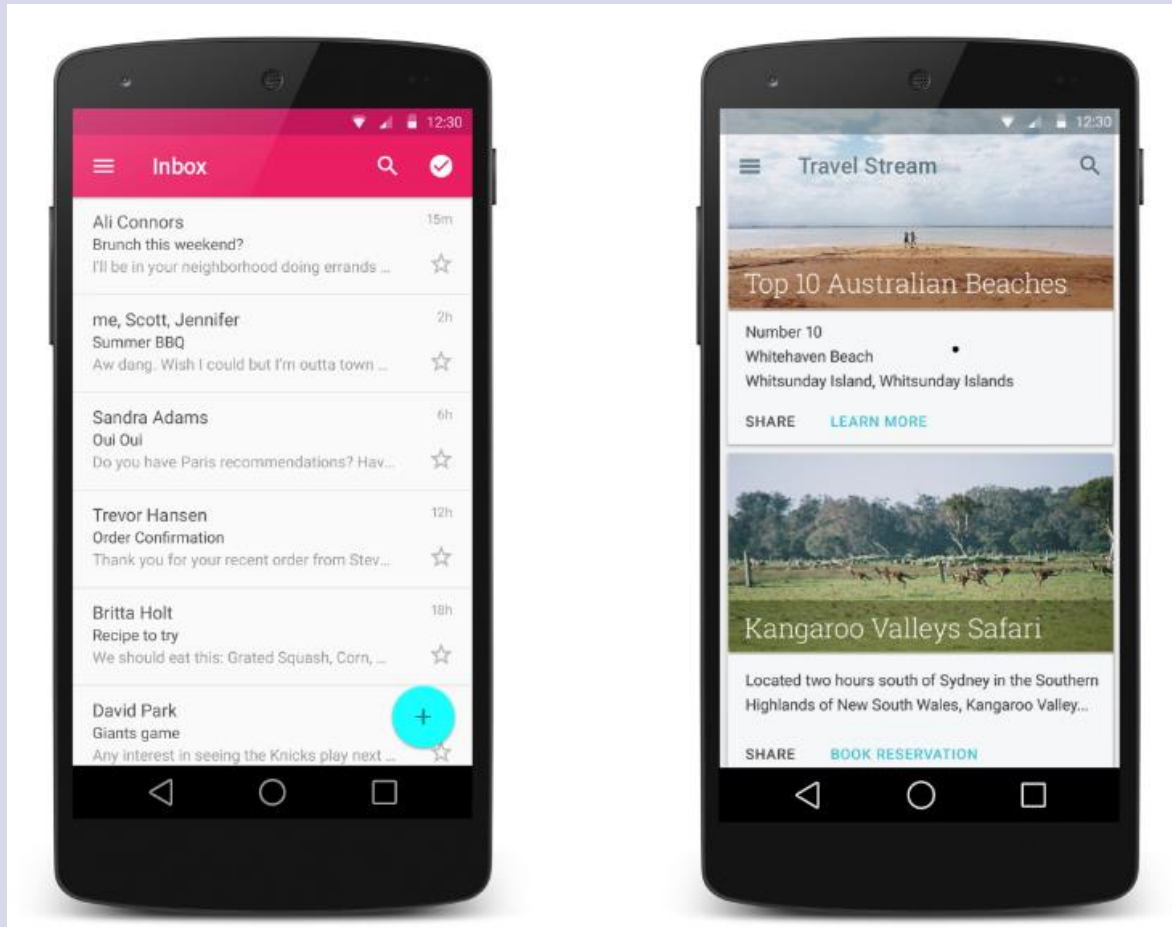 12:30
Inbox
Ali Connors
15m
Brunch this weekend?
I'll be in your neighborhood doing errands ...
me, Scott, Jennifer
2h
Summer BBQ
Aw dang. Wish I could but I'm outta town ...
Sandra Adams
6h
Oui Oui
Do you have Paris recommendations? Hav...
Trevor Hansen
12h
Order Confirmation
Thank you for your recent order from Stev...
Britta Holt
18h
Recipe to try
We should eat this: Grated Squash, Corn, ...
David Park
Giants game
Any interest in seeing the Knicks play next ...
12:30
Travel Stream
Top 10 Australian Beaches
Number 10
Whitehaven Beach
Whitsunday Island, Whitsunday Islands
SHARE LEARN MORE
Kangaroo Valleys Safari
Located two hours south of Sydney in the Southern
Highlands of New South Wales, Kangaroo Valley...
SHARE BOOK RESERVATION